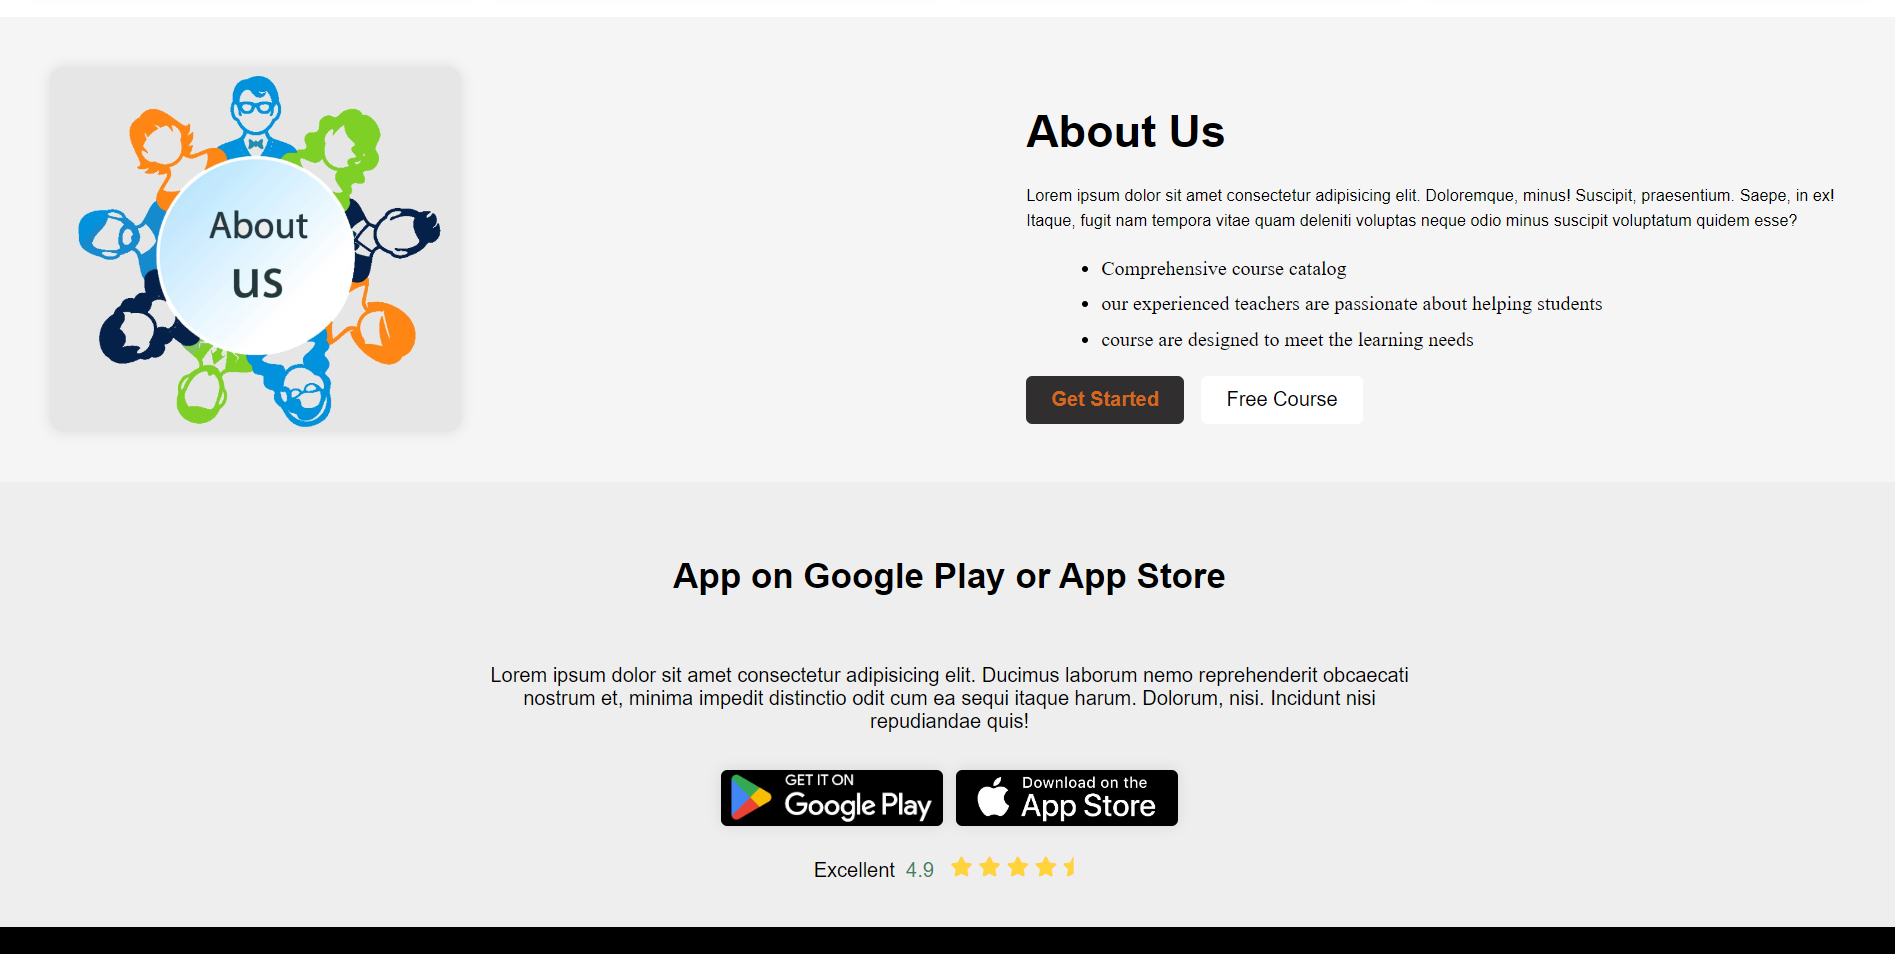 About
us
About Us
Lorem ipsum dolor sit amet consectetur adipisicing elit. Doloremque, minus! Suscipit, praesentium. Saepe, in ex!
Itaque, fugit nam tempora vitae quam deleniti voluptas neque odio minus suscipit voluptatum quidem esse?
• Comprehensive course catalog
• our experienced teachers are passionate about helping students
• course are designed to meet the learning needs
Get Started Free Course
App on Google Play or App Store
Lorem ipsum dolor sit amet consectetur adipisicing elit. Ducimus laborum nemo reprehenderit obcaecati
nostrum et, minima impedit distinctio odit cum ea sequi itaque harum. Dolorum, nisi. Incidunt nisi
repudiandae quis!
GET IT ON
Google Play
Download on the
App Store
Excellent 4.9